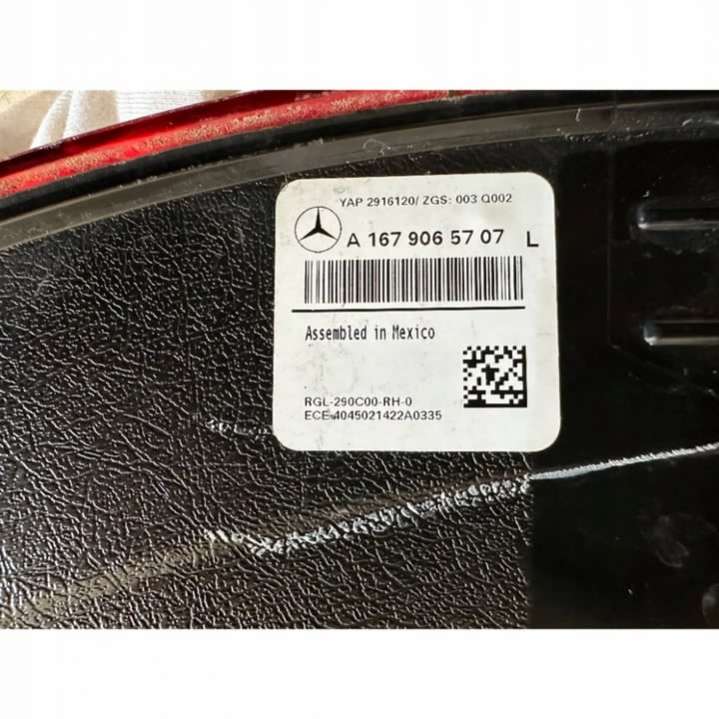 YAP 2916120/ ZGS: 003 Q002
A 167 906 57 07 L
Assembled in Mexico
RGL-290C00-RH-0
ECE-4045021422A0335